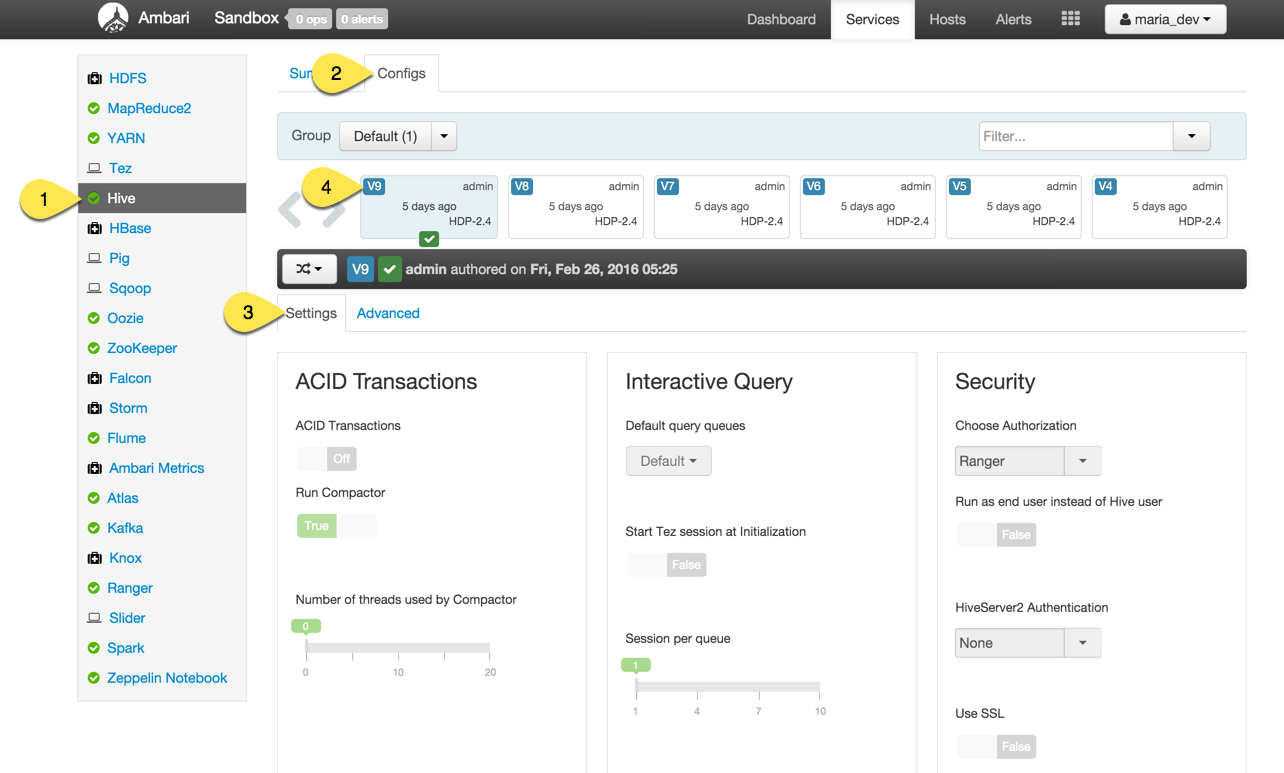 Ambari Sandbox 0 ops 0 alerts Dashboard Services Hosts Alerts maria_dev
HDFS
MapReduce2
YARN
Tez
Hive
HBase
Pig
Sqoop
Oozie
ZooKeeper
Falcon
Storm
Flume
Ambari Metrics
Atlas
Kafka
Knox
Ranger
Slider
Spark
Zeppelin Notebook
1
2 Configs
Group Default (1) Filter...
4
V9 admin
5 days ago
HDP-2.4
V8 admin
5 days ago
HDP-2.4
V7 admin
5 days ago
HDP-2.4
V6 admin
5 days ago
HDP-2.4
V5 admin
5 days ago
HDP-2.4
V4 admin
5 days ago
HDP-2.4
V9 admin authored on Fri, Feb 26, 2016 05:25
3 Settings Advanced
ACID Transactions
ACID Transactions
Off
Run Compactor
True
Number of threads used by Compactor
0
0 10 20
Interactive Query
Default query queues
Default
Start Tez session at Initialization
False
Session per queue
1
1 4 7 10
Security
Choose Authorization
Ranger
Run as end user instead of Hive user
False
HiveServer2 Authentication
None
Use SSL
False